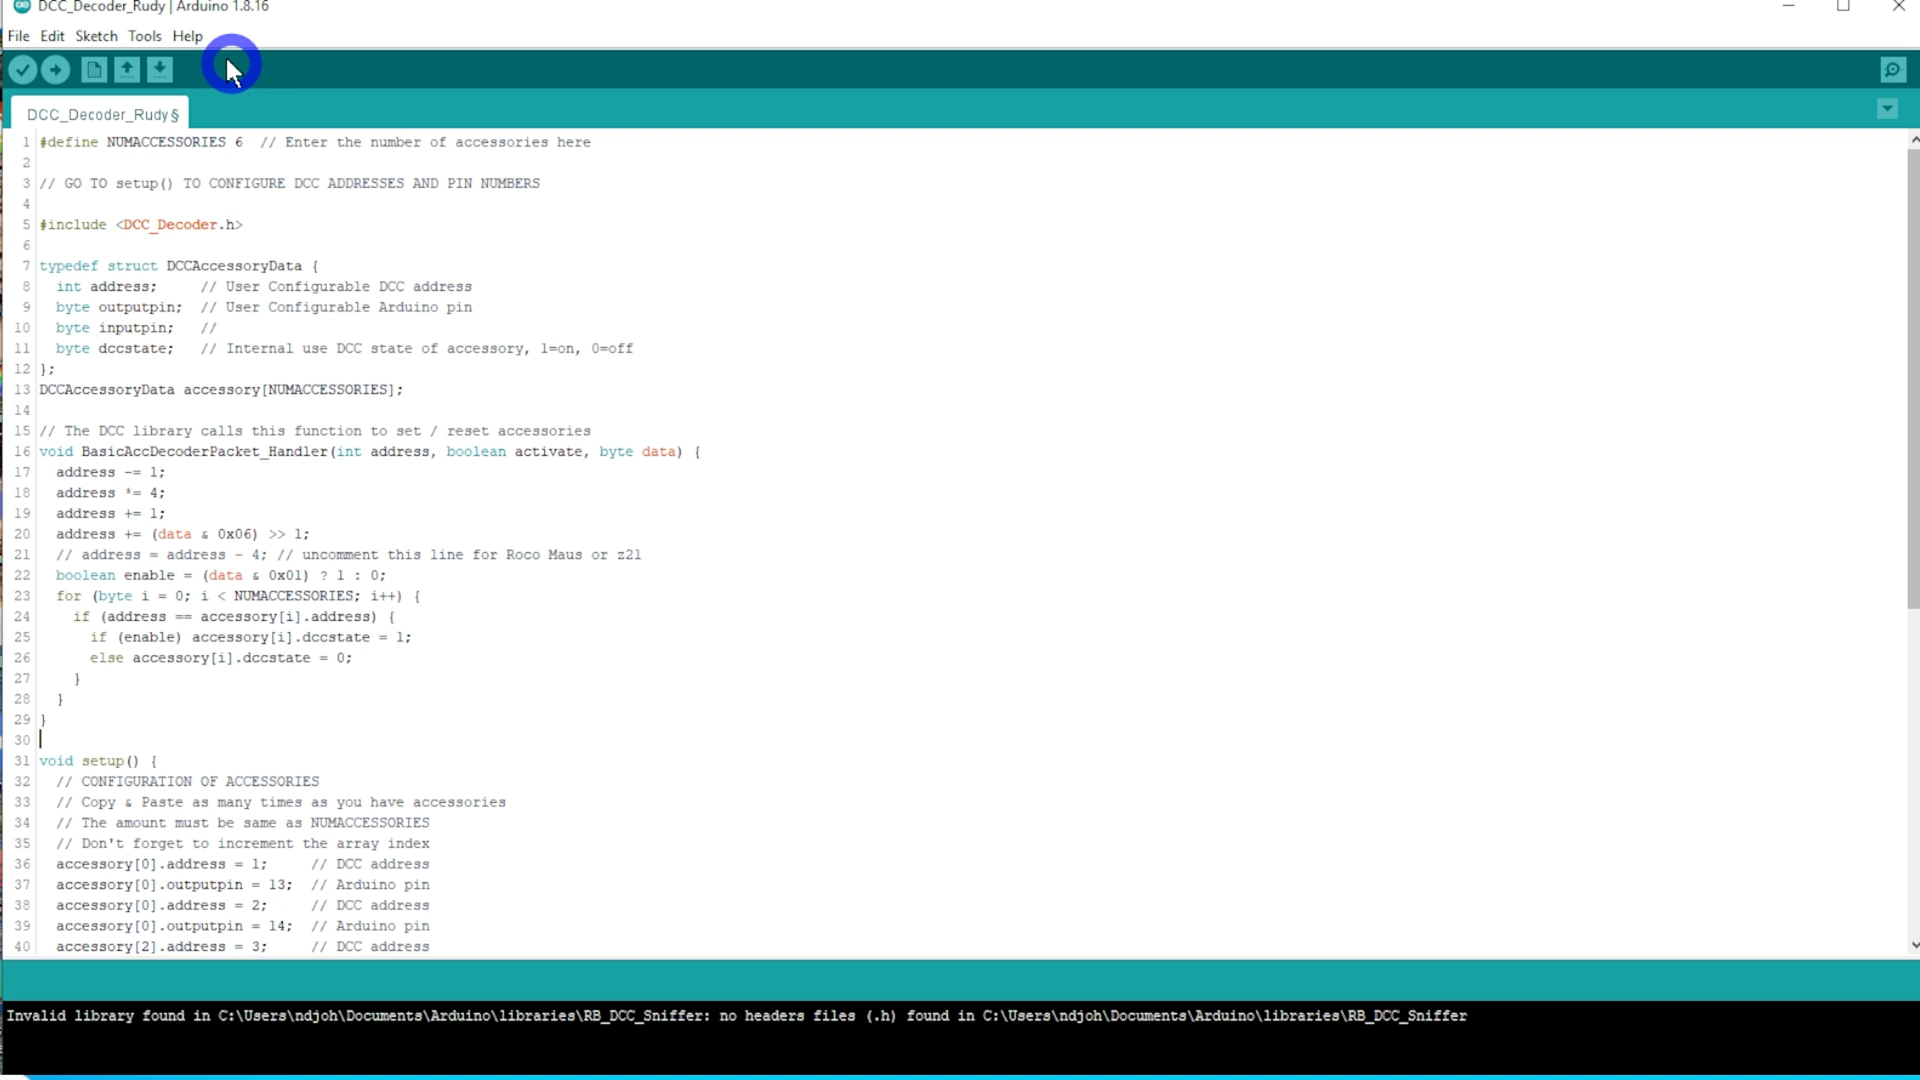 DCC_Decoder_Rudy | Arduino 1.8.16
File Edit Sketch Tools Help
DCC_Decoder_Rudy§
1 #define NUMACCESSORIES 6  // Enter the number of accessories here
2
3 // GO TO setup() TO CONFIGURE DCC ADDRESSES AND PIN NUMBERS
4
5 #include <DCC_Decoder.h>
6
7 typedef struct DCCAccessoryData {
8   int address;     // User Configurable DCC address
9   byte outputpin;  // User Configurable Arduino pin
10   byte inputpin;   //
11   byte dccstate;   // Internal use DCC state of accessory, 1=on, 0=off
12 };
13 DCCAccessoryData accessory[NUMACCESSORIES];
14
15 // The DCC library calls this function to set / reset accessories
16 void BasicAccDecoderPacket_Handler(int address, boolean activate, byte data) {
17   address -= 1;
18   address *= 4;
19   address += 1;
20   address += (data & 0x06) >> 1;
21   // address = address - 4; // uncomment this line for Roco Maus or z21
22   boolean enable = (data & 0x01) ? 1 : 0;
23   for (byte i = 0; i < NUMACCESSORIES; i++) {
24     if (address == accessory[i].address) {
25       if (enable) accessory[i].dccstate = 1;
26       else accessory[i].dccstate = 0;
27     }
28   }
29 }
30
31 void setup() {
32   // CONFIGURATION OF ACCESSORIES
33   // Copy & Paste as many times as you have accessories
34   // The amount must be same as NUMACCESSORIES
35   // Don't forget to increment the array index
36   accessory[0].address = 1;     // DCC address
37   accessory[0].outputpin = 13;  // Arduino pin
38   accessory[0].address = 2;     // DCC address
39   accessory[0].outputpin = 14;  // Arduino pin
40   accessory[2].address = 3;     // DCC address
Invalid library found in C:\Users\ndjoh\Documents\Arduino\libraries\RB_DCC_Sniffer: no headers files (.h) found in C:\Users\ndjoh\Documents\Arduino\libraries\RB_DCC_Sniffer